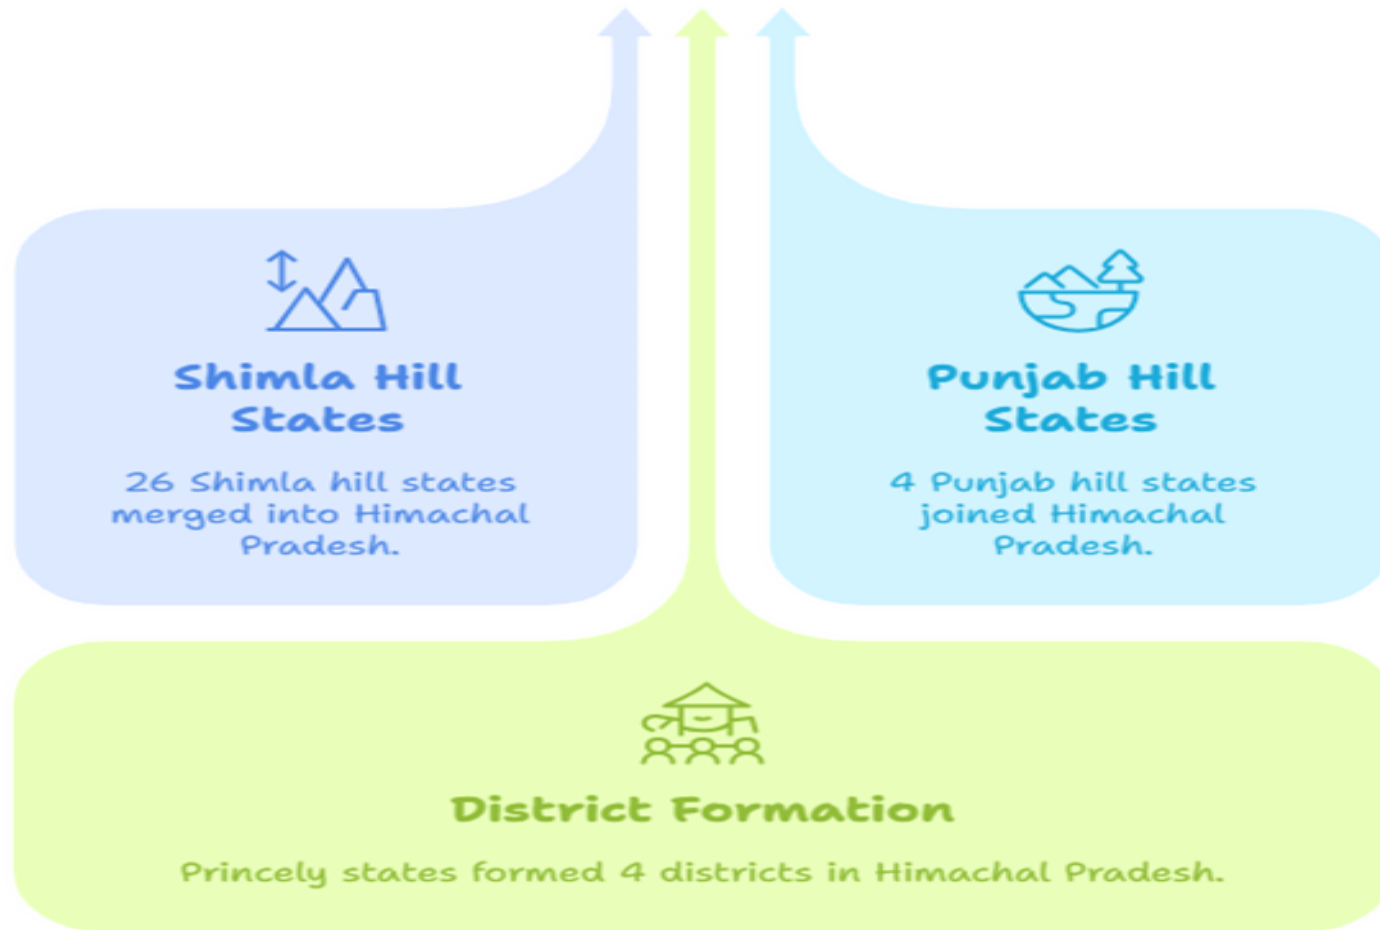 Shimla Hill
States
26 Shimla hill states
merged into Himachal
Pradesh.
Punjab Hill
States
4 Punjab hill states
joined Himachal
Pradesh.
District Formation
Princely states formed 4 districts in Himachal Pradesh.